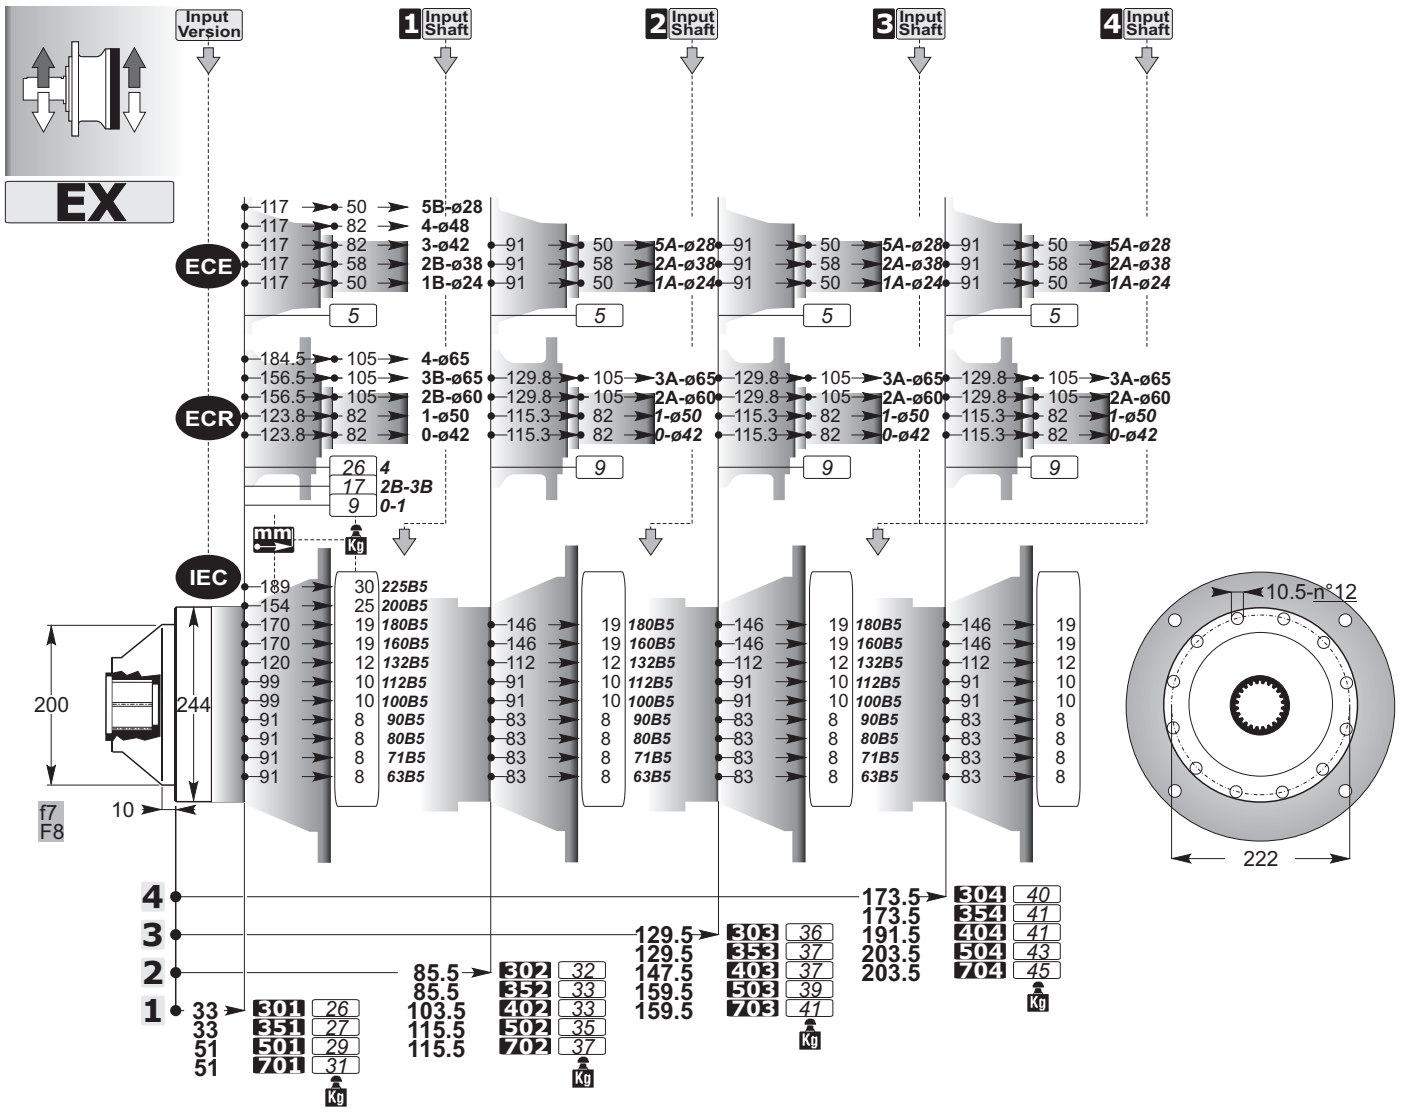 Input Version
1 Input Shaft
2 Input Shaft
3 Input Shaft
4 Input Shaft
EX
117 50 5B-ø28
117 82 4-ø48
117 82 3-ø42 91 50 5A-ø28 91 50 5A-ø28 91 50 5A-ø28
ECE
117 58 2B-ø38 91 58 2A-ø38 91 58 2A-ø38 91 58 2A-ø38
117 50 1B-ø24 91 50 1A-ø24 91 50 1A-ø24 91 50 1A-ø24
5 5 5 5
184.5 105 4-ø65
156.5 105 3B-ø65 129.8 105 3A-ø65 129.8 105 3A-ø65 129.8 105 3A-ø65
156.5 105 2B-ø60 129.8 105 2A-ø60 129.8 105 2A-ø60 129.8 105 2A-ø60
ECR
123.8 82 1-ø50 115.3 82 1-ø50 115.3 82 1-ø50 115.3 82 1-ø50
123.8 82 0-ø42 115.3 82 0-ø42 115.3 82 0-ø42 115.3 82 0-ø42
26 4 9 9 9
17 2B-3B
9 0-1
mm Kg
IEC
189 30 225B5
154 25 200B5
170 19 180B5 146 19 180B5 146 19 180B5 146 19
170 19 160B5 146 19 160B5 146 19 160B5 146 19
120 12 132B5 112 12 132B5 112 12 132B5 112 12
99 10 112B5 91 10 112B5 91 10 112B5 91 10
99 10 100B5 91 10 100B5 91 10 100B5 91 10
91 8 90B5 83 8 90B5 83 8 90B5 83 8
91 8 80B5 83 8 80B5 83 8 80B5 83 8
91 8 71B5 83 8 71B5 83 8 71B5 83 8
91 8 63B5 83 8 63B5 83 8 63B5 83 8
200
244
10
f7
F8
10.5-n°12
222
4 173.5 304 40
173.5 354 41
191.5 404 41
203.5 504 43
203.5 704 45
Kg
3 129.5 303 36
129.5 353 37
147.5 403 37
159.5 503 39
159.5 703 41
Kg
2 85.5 302 32
85.5 352 33
103.5 402 33
115.5 502 35
115.5 702 37
Kg
1 33 301 26
33 351 27
51 501 29
51 701 31
Kg